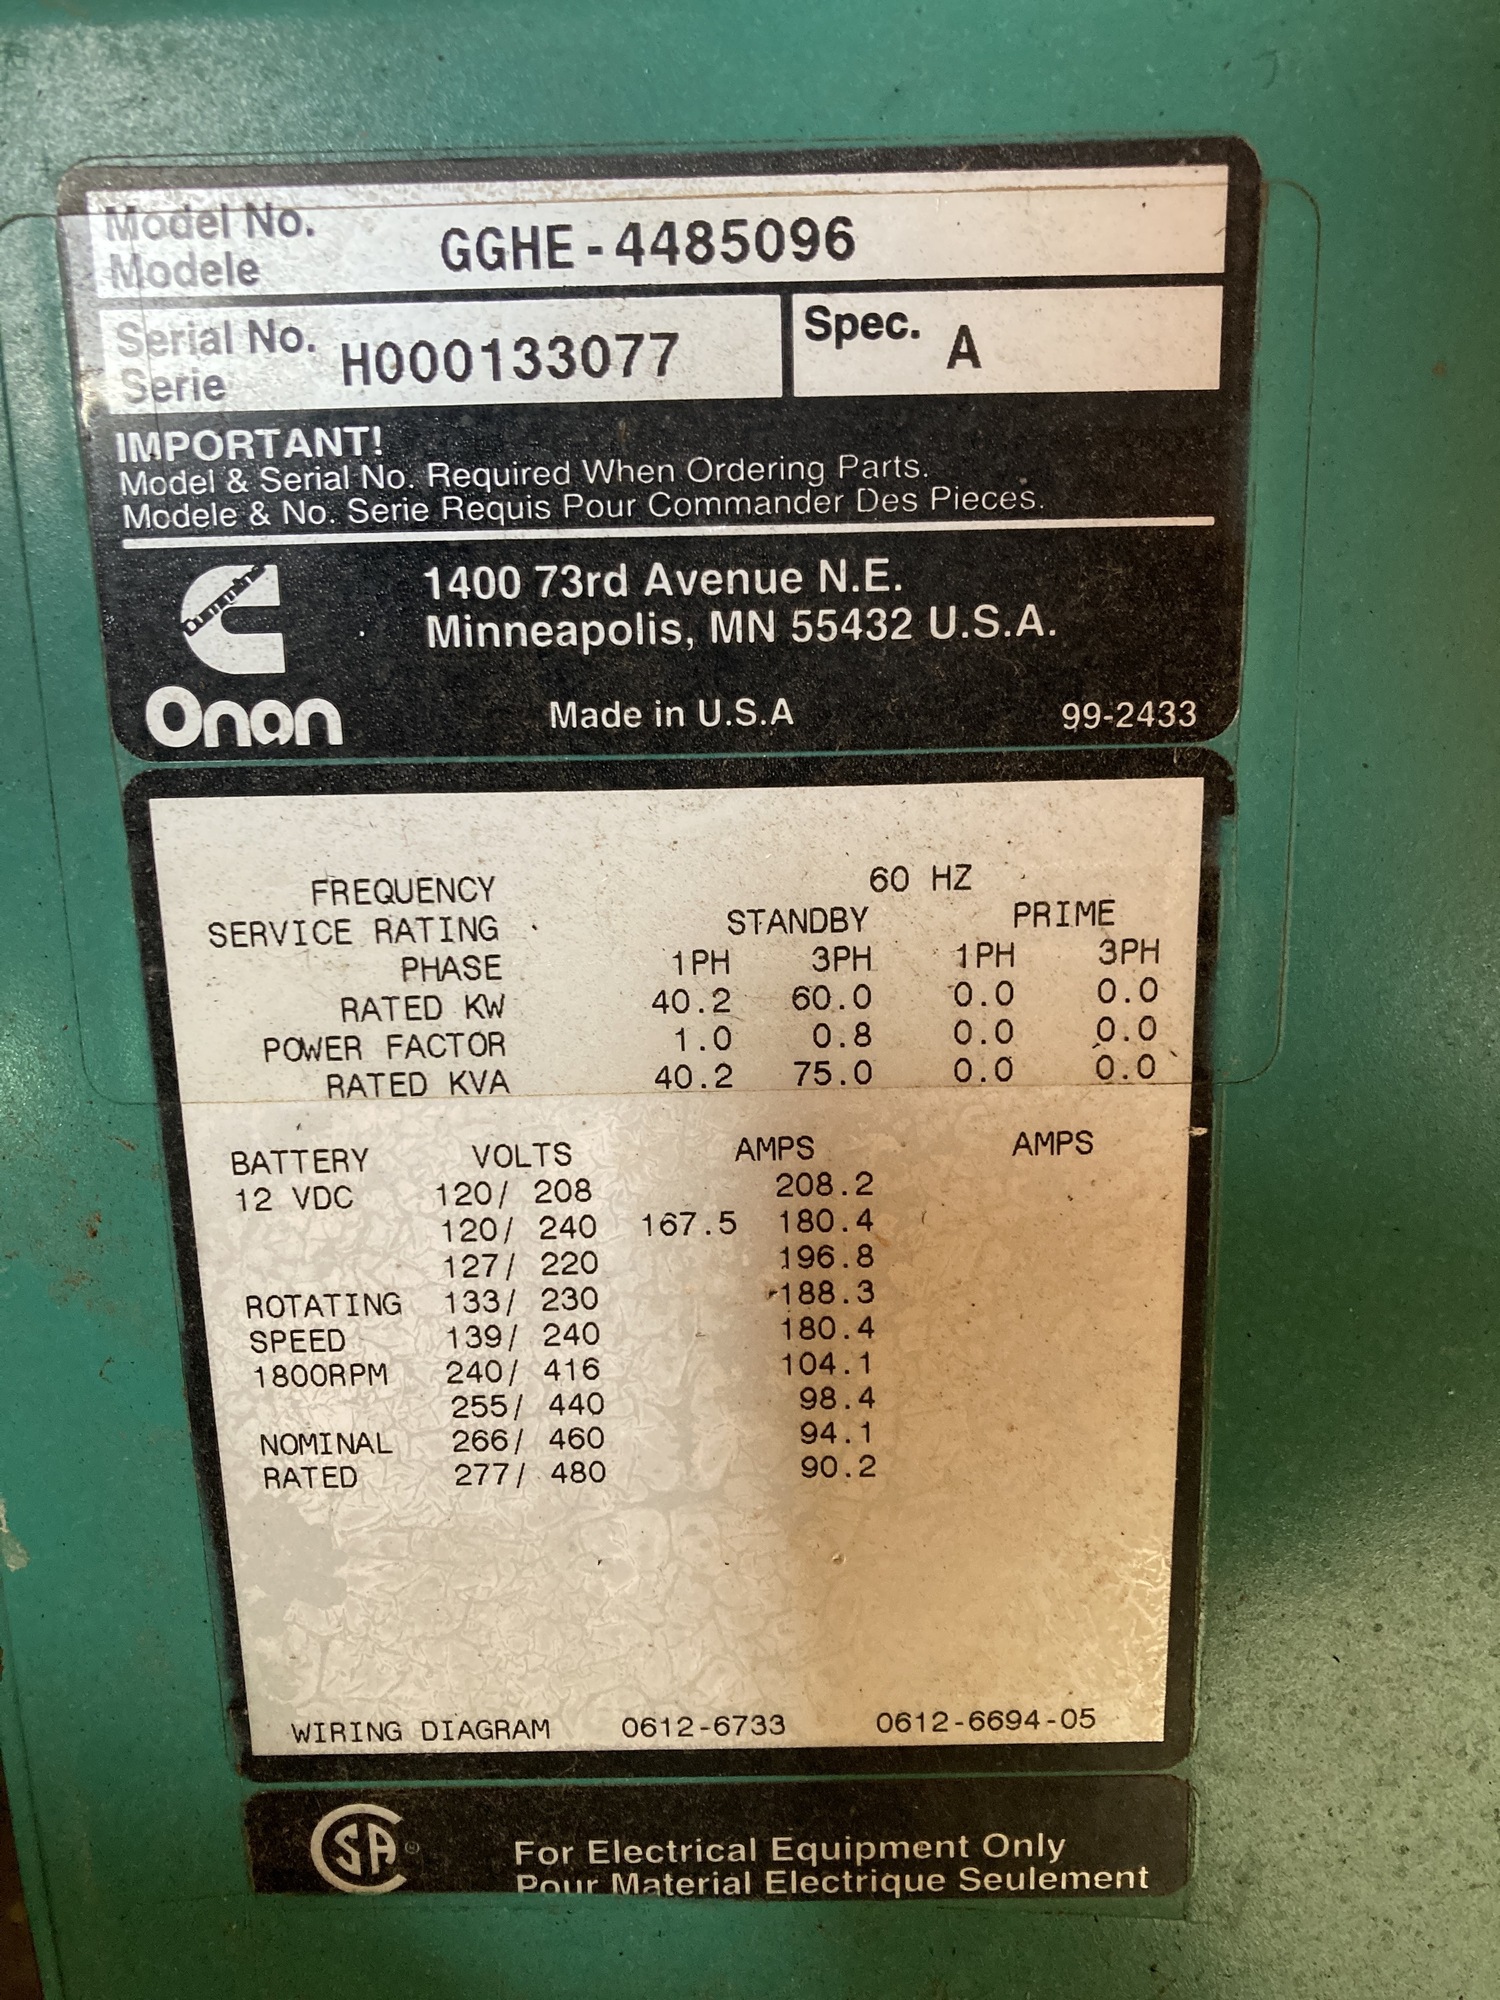 Model No.
Modele
GGHE-4485096
Serial No.
Serie
H000133077
Spec. A
IMPORTANT!
Model & Serial No. Required When Ordering Parts.
Modele & No. Serie Requis Pour Commander Des Pieces.
1400 73rd Avenue N.E.
Minneapolis, MN 55432 U.S.A.
Onan
Made in U.S.A
99-2433
FREQUENCY 60 HZ
SERVICE RATING STANDBY PRIME
PHASE 1PH 3PH 1PH 3PH
RATED KW 40.2 60.0 0.0 0.0
POWER FACTOR 1.0 0.8 0.0 0.0
RATED KVA 40.2 75.0 0.0 0.0
BATTERY VOLTS AMPS AMPS
12 VDC 120/ 208 208.2
120/ 240 167.5 180.4
127/ 220 196.8
ROTATING 133/ 230 188.3
SPEED 139/ 240 180.4
1800RPM 240/ 416 104.1
255/ 440 98.4
NOMINAL 266/ 460 94.1
RATED 277/ 480 90.2
WIRING DIAGRAM 0612-6733 0612-6694-05
CSA ®
For Electrical Equipment Only
Pour Material Electrique Seulement